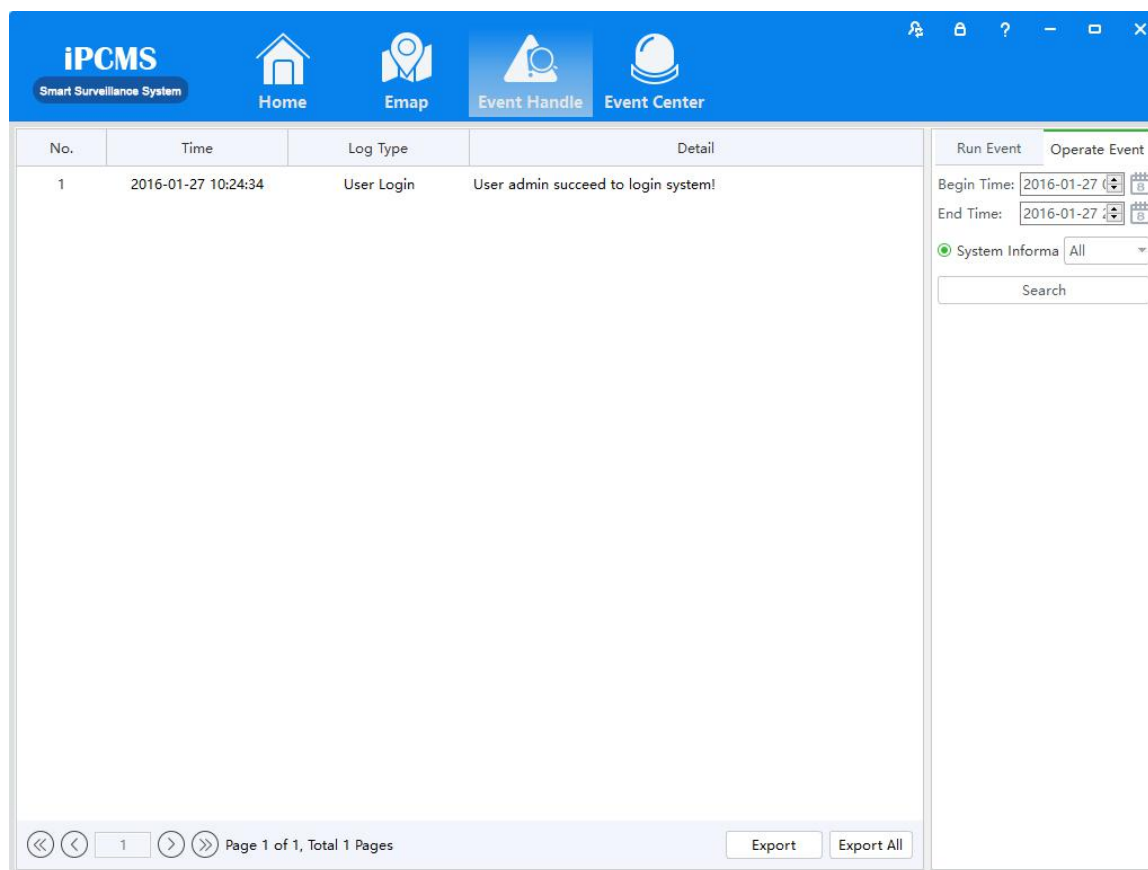 iPCMS
Smart Surveillance System
Home
Emap
Event Handle
Event Center
?
No. Time Log Type Detail
1 2016-01-27 10:24:34 User Login User admin succeed to login system!
Run Event Operate Event
Begin Time: 2016-01-27
8
End Time: 2016-01-27
8
System Informa All
Search
1 Page 1 of 1, Total 1 Pages
Export Export All